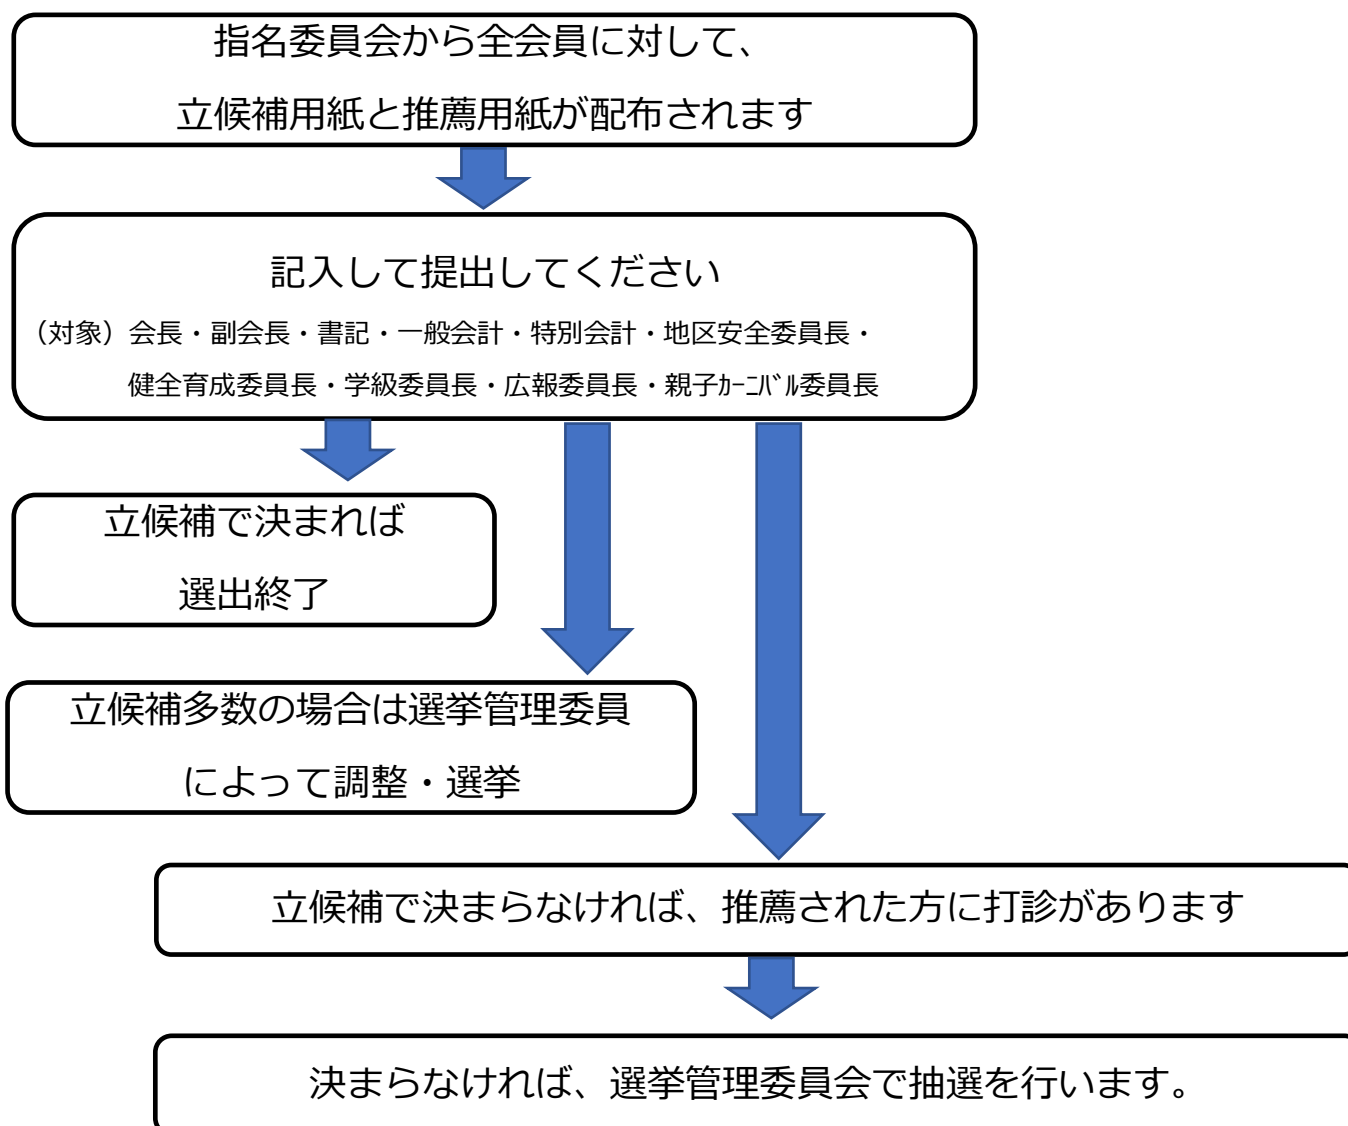 指名委員会から全会員に対して、
立候補用紙と推薦用紙が配布されます
記入して提出してください
（対象）会長・副会長・書記・一般会計・特別会計・地区安全委員長・
健全育成委員長・学級委員長・広報委員長・親子ｶｰﾆﾊﾞﾙ委員長
立候補で決まれば
選出終了
立候補多数の場合は選挙管理委員
によって調整・選挙
立候補で決まらなければ、推薦された方に打診があります
決まらなければ、選挙管理委員会で抽選を行います。